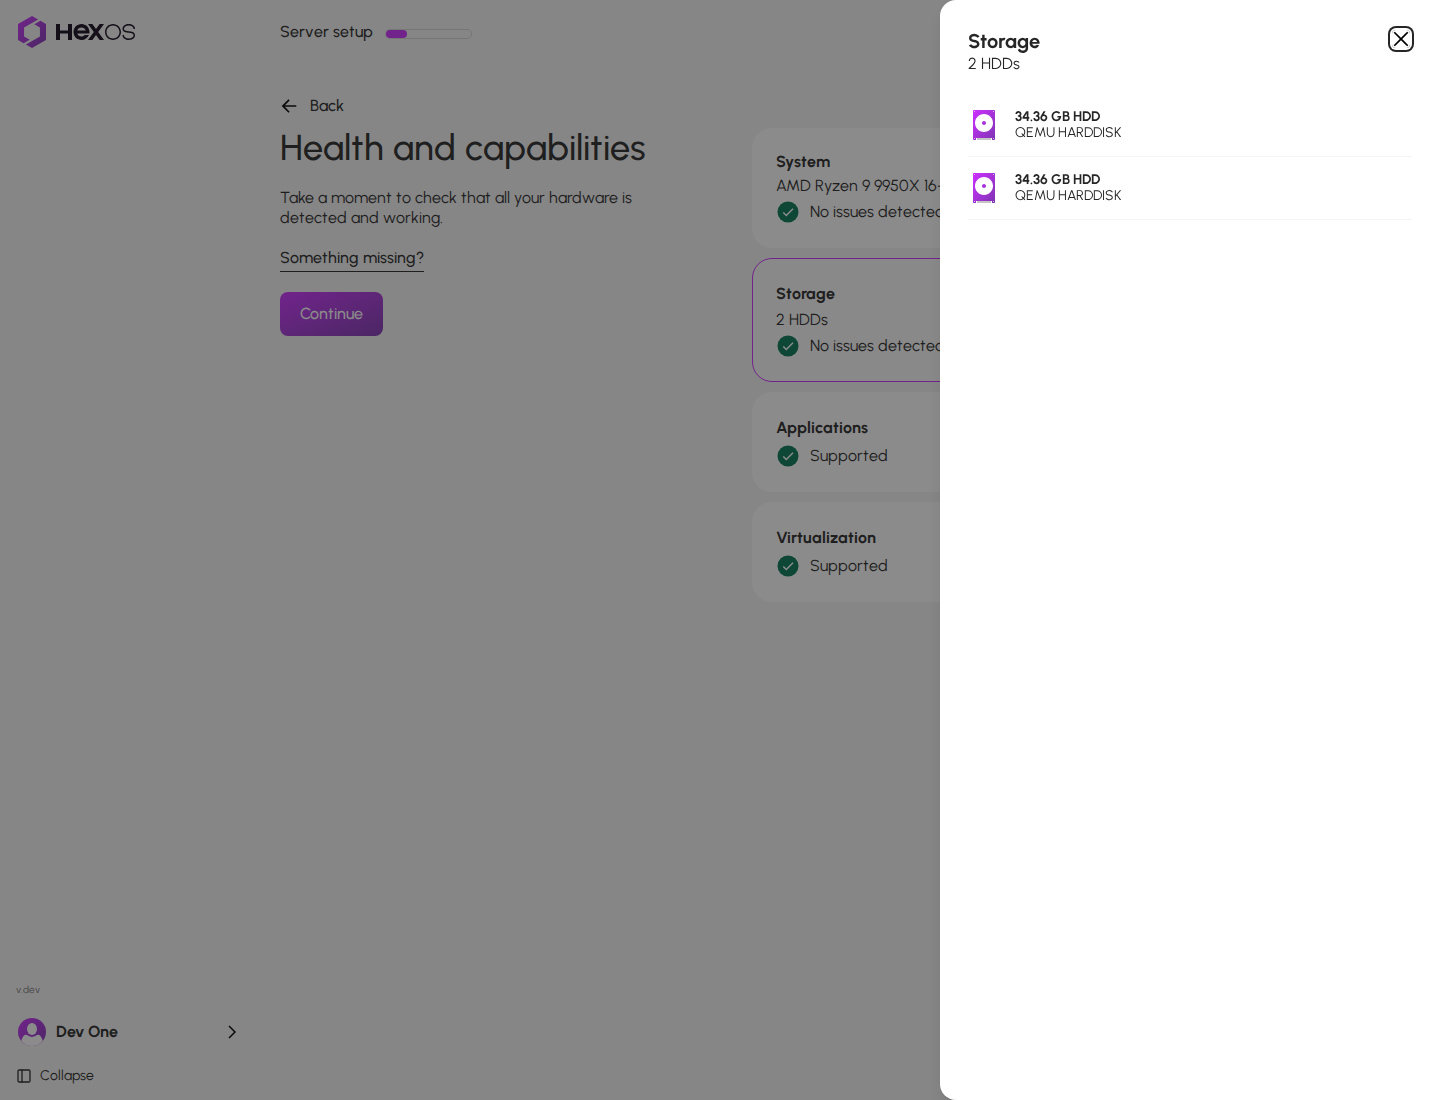 HexOS
Server setup
Back
Health and capabilities
Take a moment to check that all your hardware is
detected and working.
Something missing?
Continue
System
AMD Ryzen 9 9950X 16-
No issues detected
Storage
2 HDDs
No issues detected
Applications
Supported
Virtualization
Supported
Storage
2 HDDs
34.36 GB HDD
QEMU HARDDISK
34.36 GB HDD
QEMU HARDDISK
v.dev
Dev One
Collapse